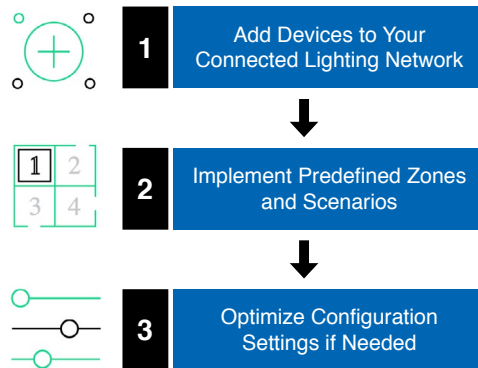 1
Add Devices to Your
Connected Lighting Network
1 2
3 4
2
Implement Predefined Zones
and Scenarios
3
Optimize Configuration
Settings if Needed